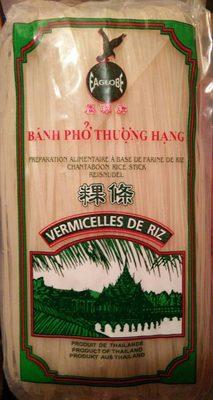 EAGLOBE
BÁNH PHỞ THƯỢNG HẠNG
PRÉPARATION ALIMENTAIRE À BASE DE FARINE DE RIZ
CHANTABOON RICE STICK
REISNUDEL
粿條
VERMICELLES DE RIZ
PRODUIT DE THAILANDE
PRODUCT OF THAILAND
PRODUKT AUS THAILAND